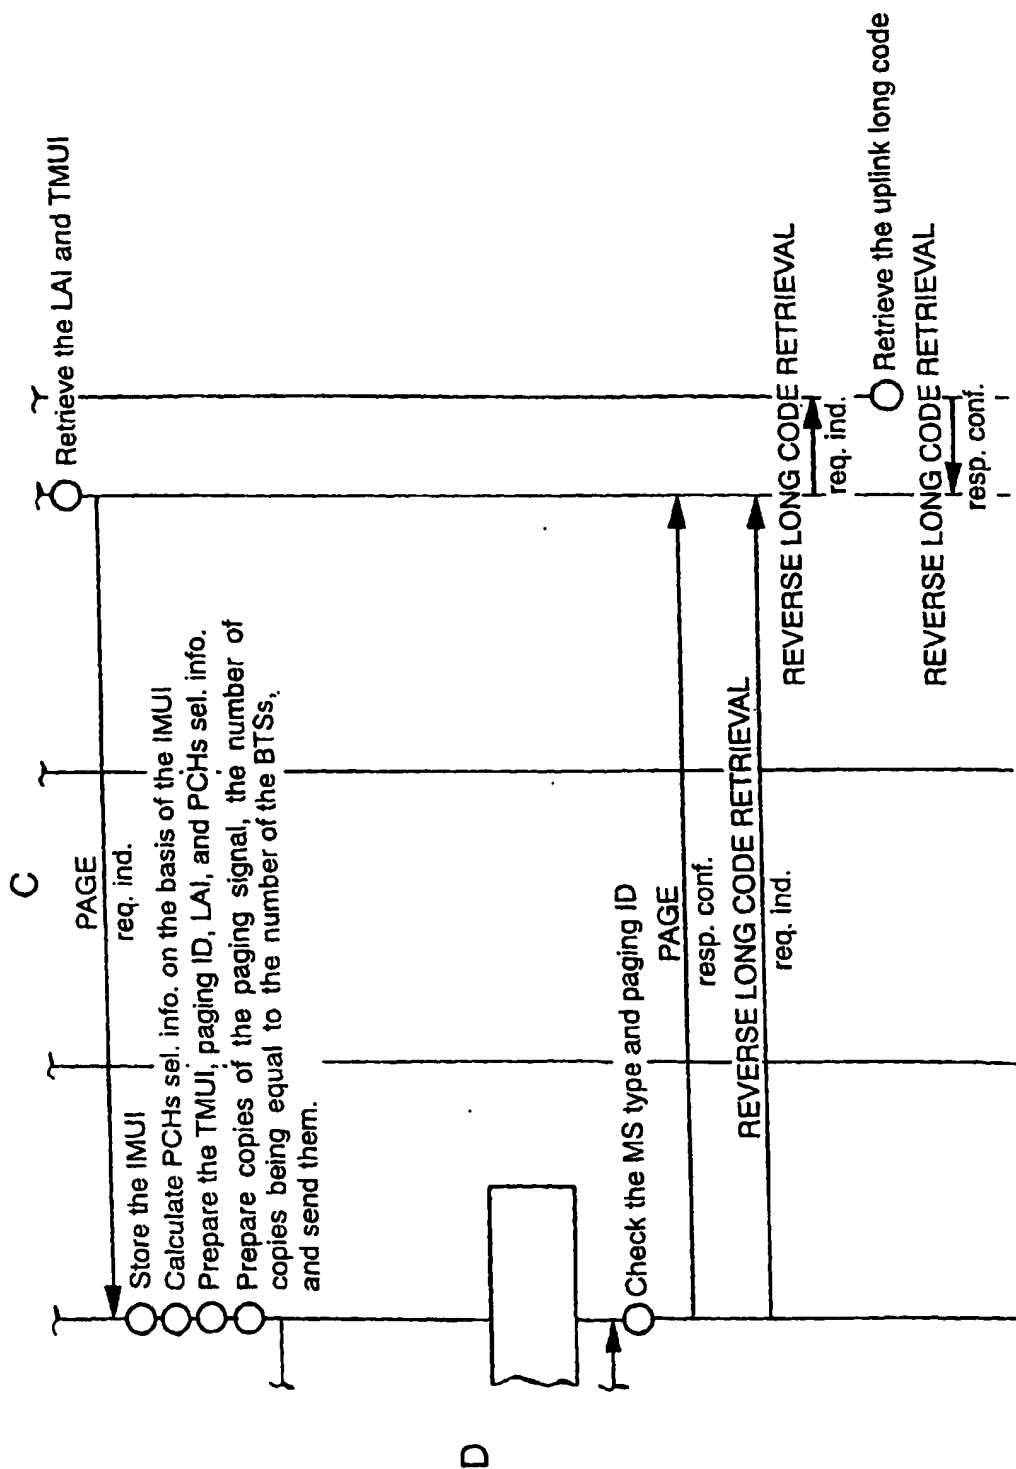 C
Retrieve the LAI and TMUI
PAGE
req. ind.
Store the IMUI
Calculate PCHs sel. info. on the basis of the IMUI
Prepare the TMUI, paging ID, LAI, and PCHs sel. info.
Prepare copies of the paging signal, the number of
copies being equal to the number of the BTSs,
and send them.
D
Check the MS type and paging ID
PAGE
resp. conf.
REVERSE LONG CODE RETRIEVAL
req. ind.
REVERSE LONG CODE RETRIEVAL
req. ind.
Retrieve the uplink long code
REVERSE LONG CODE RETRIEVAL
resp. conf.